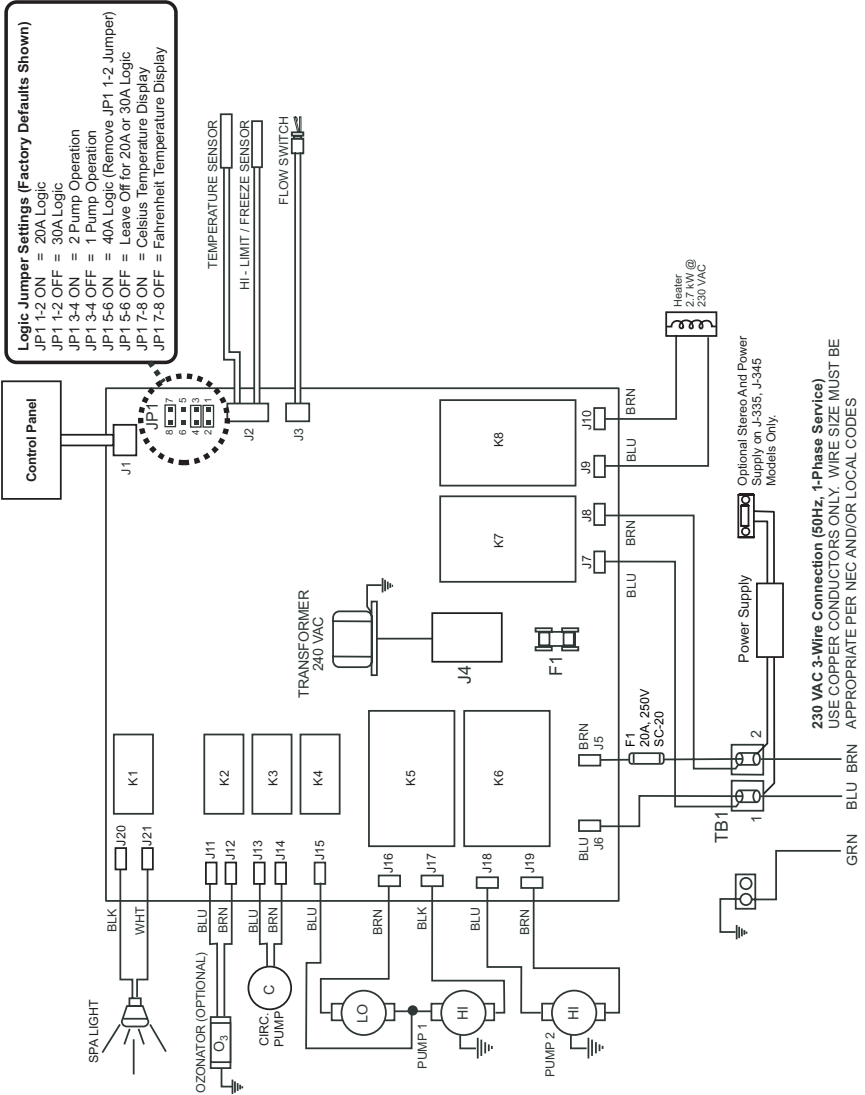 Logic Jumper Settings (Factory Defaults Shown)
JP1 1-2 ON = 20A Logic
JP1 1-2 OFF = 30A Logic
JP1 3-4 ON = 2 Pump Operation
JP1 3-4 OFF = 1 Pump Operation
JP1 5-6 ON = 40A Logic (Remove JP1 1-2 Jumper)
JP1 5-6 OFF = Leave Off for 20A or 30A Logic
JP1 7-8 ON = Celsius Temperature Display
JP1 7-8 OFF = Fahrenheit Temperature Display
Control Panel
J1
JP1
8 7
6 5
4 3
2 1
J2
J3
TEMPERATURE SENSOR
HI - LIMIT / FREEZE SENSOR
FLOW SWITCH
SPA LIGHT
BLK
WHT
J20
J21
K1
OZONATOR (OPTIONAL)
O3
BLU
BRN
J11
J12
K2
CIRC.
PUMP
C
BLU
BRN
J13
J14
K3
BLU
J15
K4
TRANSFORMER
240 VAC
J4
F1
LO
HI
PUMP 1
BRN
BLK
J16
J17
K5
PUMP 2
HI
BLU
BRN
J18
J19
K6
K7
K8
BLU
J6
BRN
J5
J7
BLU
J8
BRN
J9
BLU
J10
BRN
Heater
2.7 kW @
230 VAC
F1
20A, 250V
SC-20
TB1
1
2
Power Supply
Optional Stereo And Power
Supply on J-335, J-345
Models Only.
GRN
BLU
BRN
230 VAC 3-Wire Connection (50Hz, 1-Phase Service)
USE COPPER CONDUCTORS ONLY. WIRE SIZE MUST BE
APPROPRIATE PER NEC AND/OR LOCAL CODES